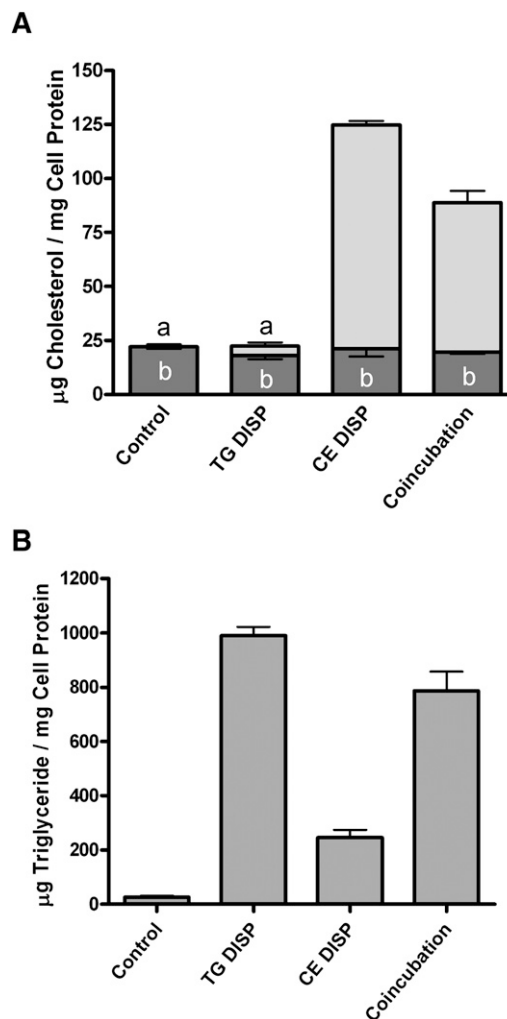 A
µg Cholesterol / mg Cell Protein
150
125
100
75
50
25
0
a
a
b
b
b
b
Control
TG DISP
CE DISP
Coincubation
B
µg Triglyceride / mg Cell Protein
1200
1000
800
600
400
200
0
Control
TG DISP
CE DISP
Coincubation